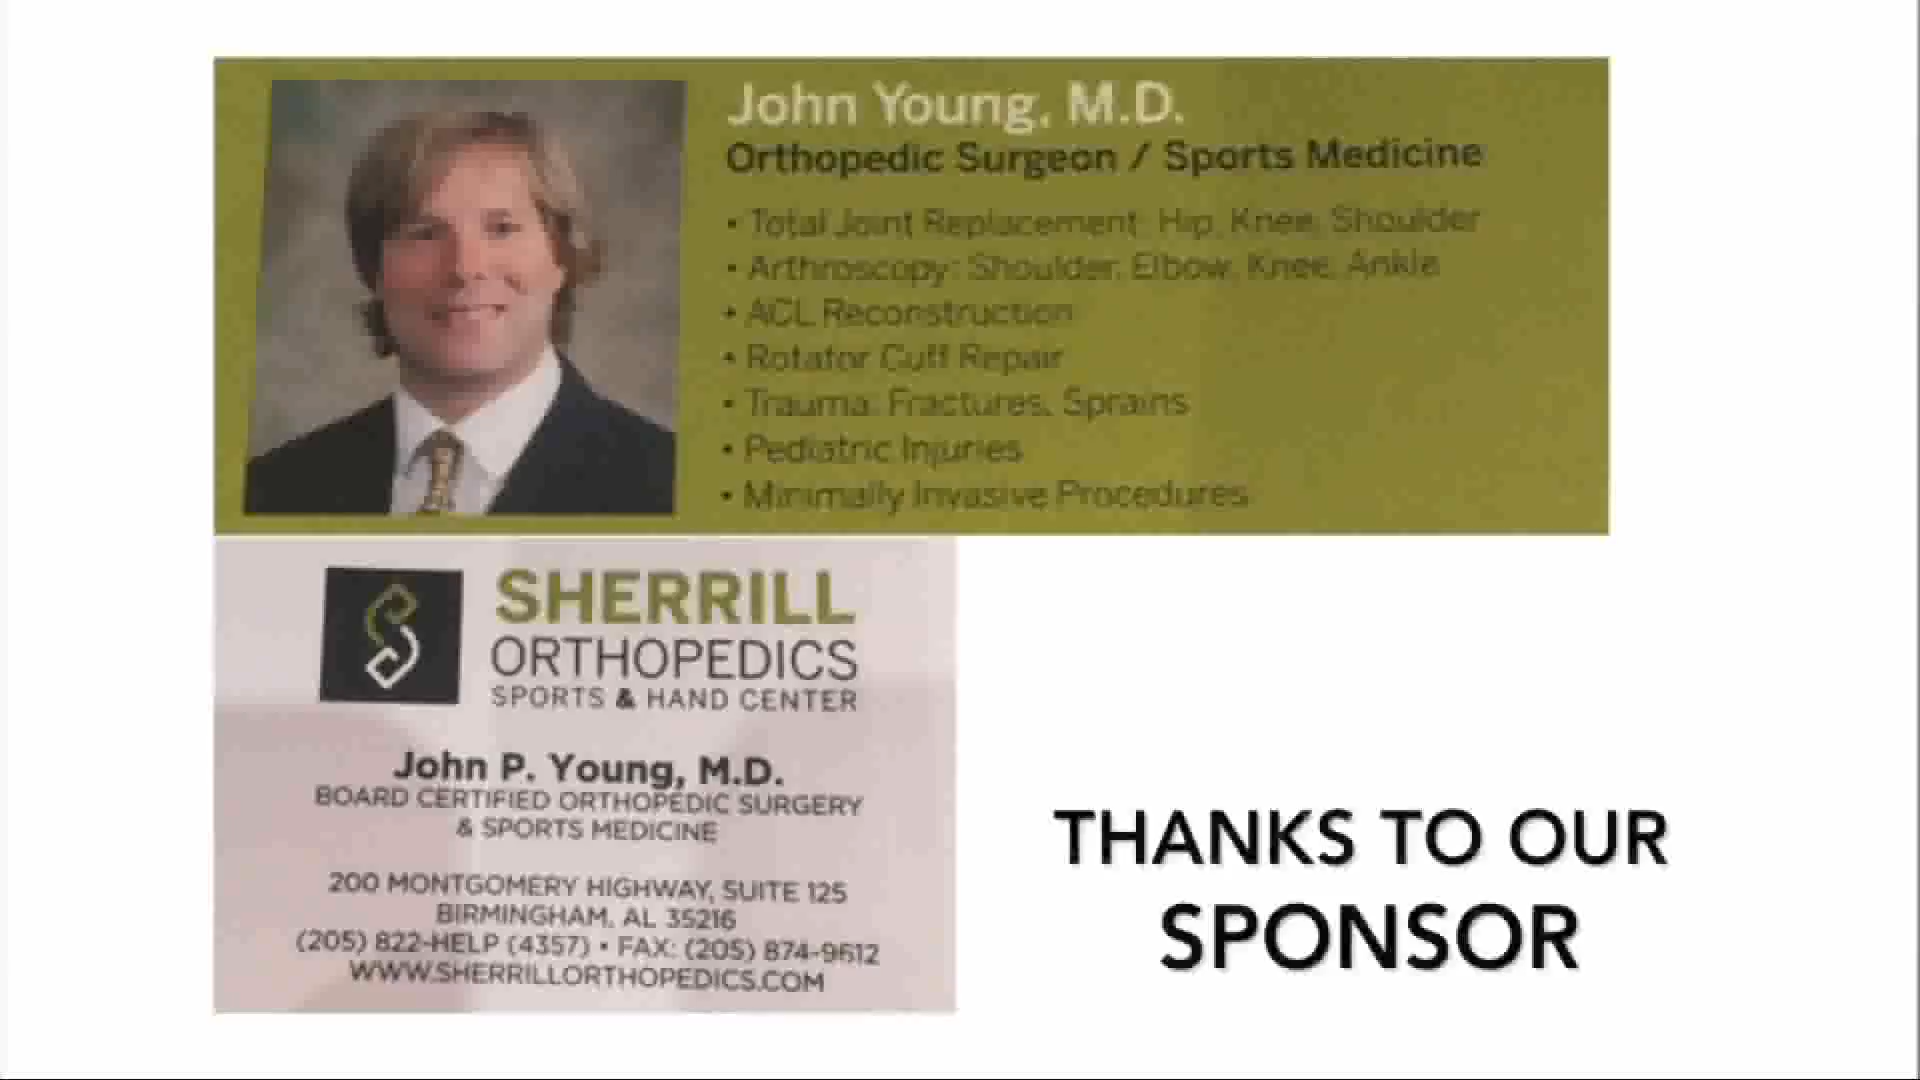 John Young, M.D.
Orthopedic Surgeon / Sports Medicine
• Total Joint Replacement: Hip, Knee, Shoulder
• Arthroscopy: Shoulder, Elbow, Knee, Ankle
• ACL Reconstruction
• Rotator Cuff Repair
• Trauma: Fractures, Sprains
• Pediatric Injuries
• Minimally Invasive Procedures
SHERRILL
ORTHOPEDICS
SPORTS & HAND CENTER
John P. Young, M.D.
BOARD CERTIFIED ORTHOPEDIC SURGERY
& SPORTS MEDICINE
200 MONTGOMERY HIGHWAY, SUITE 125
BIRMINGHAM, AL 35216
(205) 822-HELP (4357) • FAX: (205) 874-9612
WWW.SHERRILLORTHOPEDICS.COM
THANKS TO OUR
SPONSOR